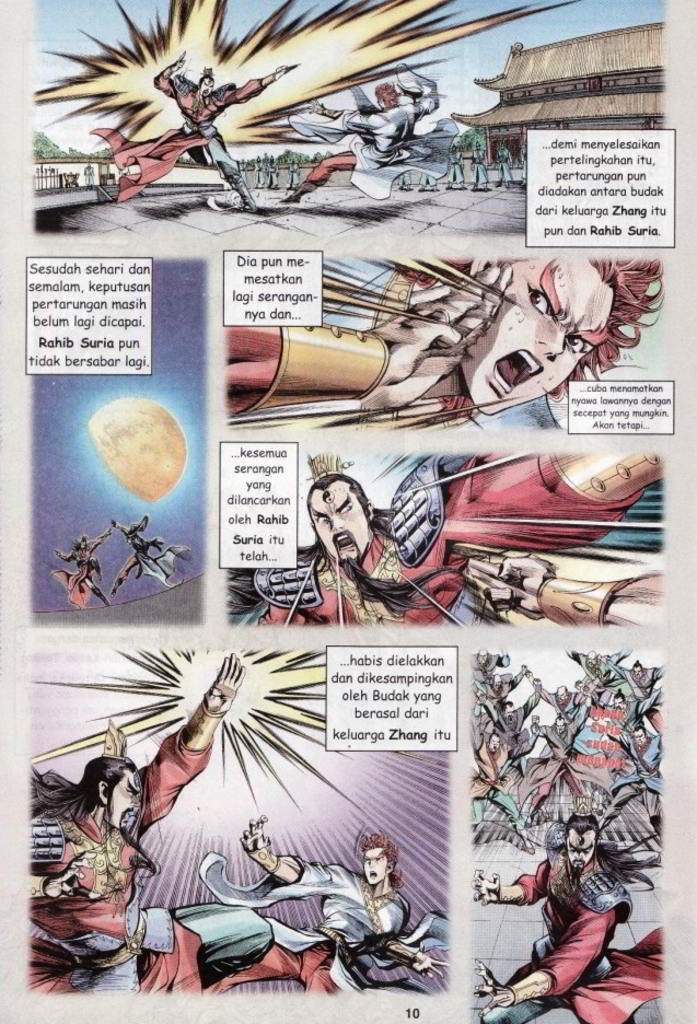 ...demi menyelesaikan
pertelingkahan itu,
pertarungan pun
diadakan antara budak
dari keluarga Zhang itu
pun dan Rahib Suria.
Sesudah sehari dan
semalam, keputusan
pertarungan masih
belum lagi dicapai.
Rahib Suria pun
tidak bersabar lagi.
Dia pun me-
mesatkan
lagi serangan-
nya dan...
...cuba menamatkan
nyawa lawannya dengan
secepat yang mungkin.
Akan tetapi...
...kesemua
serangan
yang
dilancarkan
oleh Rahib
Suria itu
telah...
...habis dielakkan
dan dikesampingkan
oleh Budak yang
berasal dari
keluarga Zhang itu
Suria
sudah
10